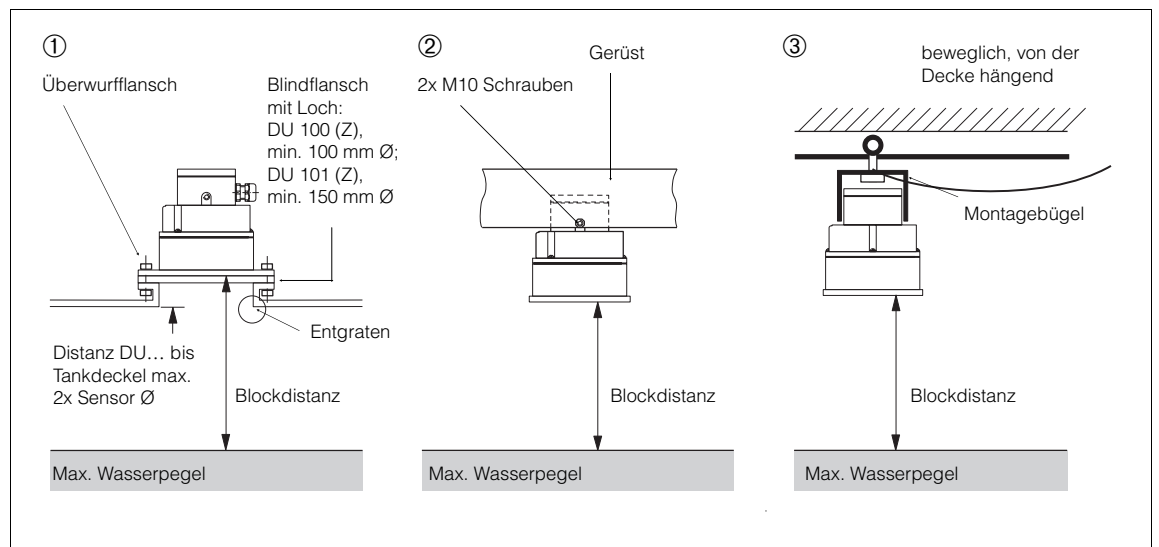 ①
Überwurfflansch
Blindflansch
mit Loch:
DU 100 (Z),
min. 100 mm Ø;
DU 101 (Z),
min. 150 mm Ø
Entgraten
Distanz DU... bis
Tankdeckel max.
2x Sensor Ø
Blockdistanz
Max. Wasserpegel
②
Gerüst
2x M10 Schrauben
Blockdistanz
Max. Wasserpegel
③
beweglich, von der
Decke hängend
Montagebügel
Blockdistanz
Max. Wasserpegel